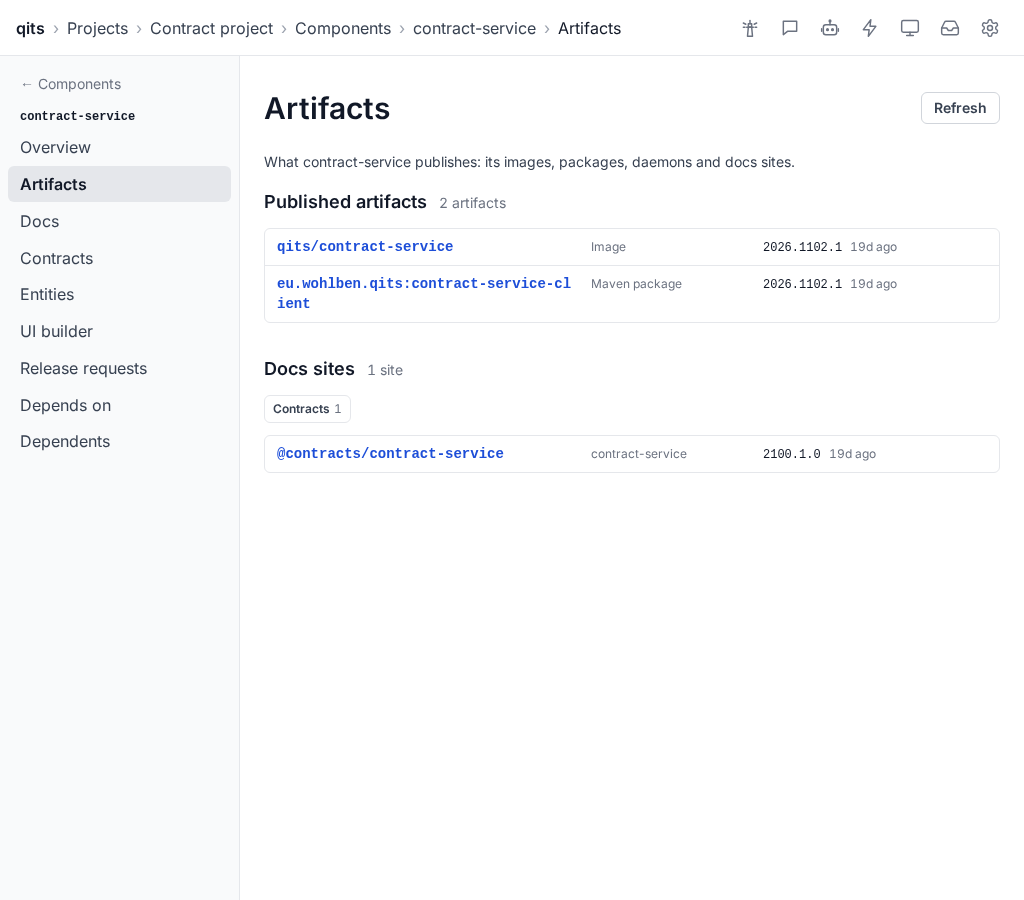 qits › Projects › Contract project › Components › contract-service › Artifacts
← Components
contract-service
Overview
Artifacts
Docs
Contracts
Entities
UI builder
Release requests
Depends on
Dependents
Artifacts
Refresh
What contract-service publishes: its images, packages, daemons and docs sites.
Published artifacts 2 artifacts
qits/contract-service Image 2026.1102.1 19d ago
eu.wohlben.qits:contract-service-cl Maven package 2026.1102.1 19d ago
ient
Docs sites 1 site
Contracts 1
@contracts/contract-service contract-service 2100.1.0 19d ago